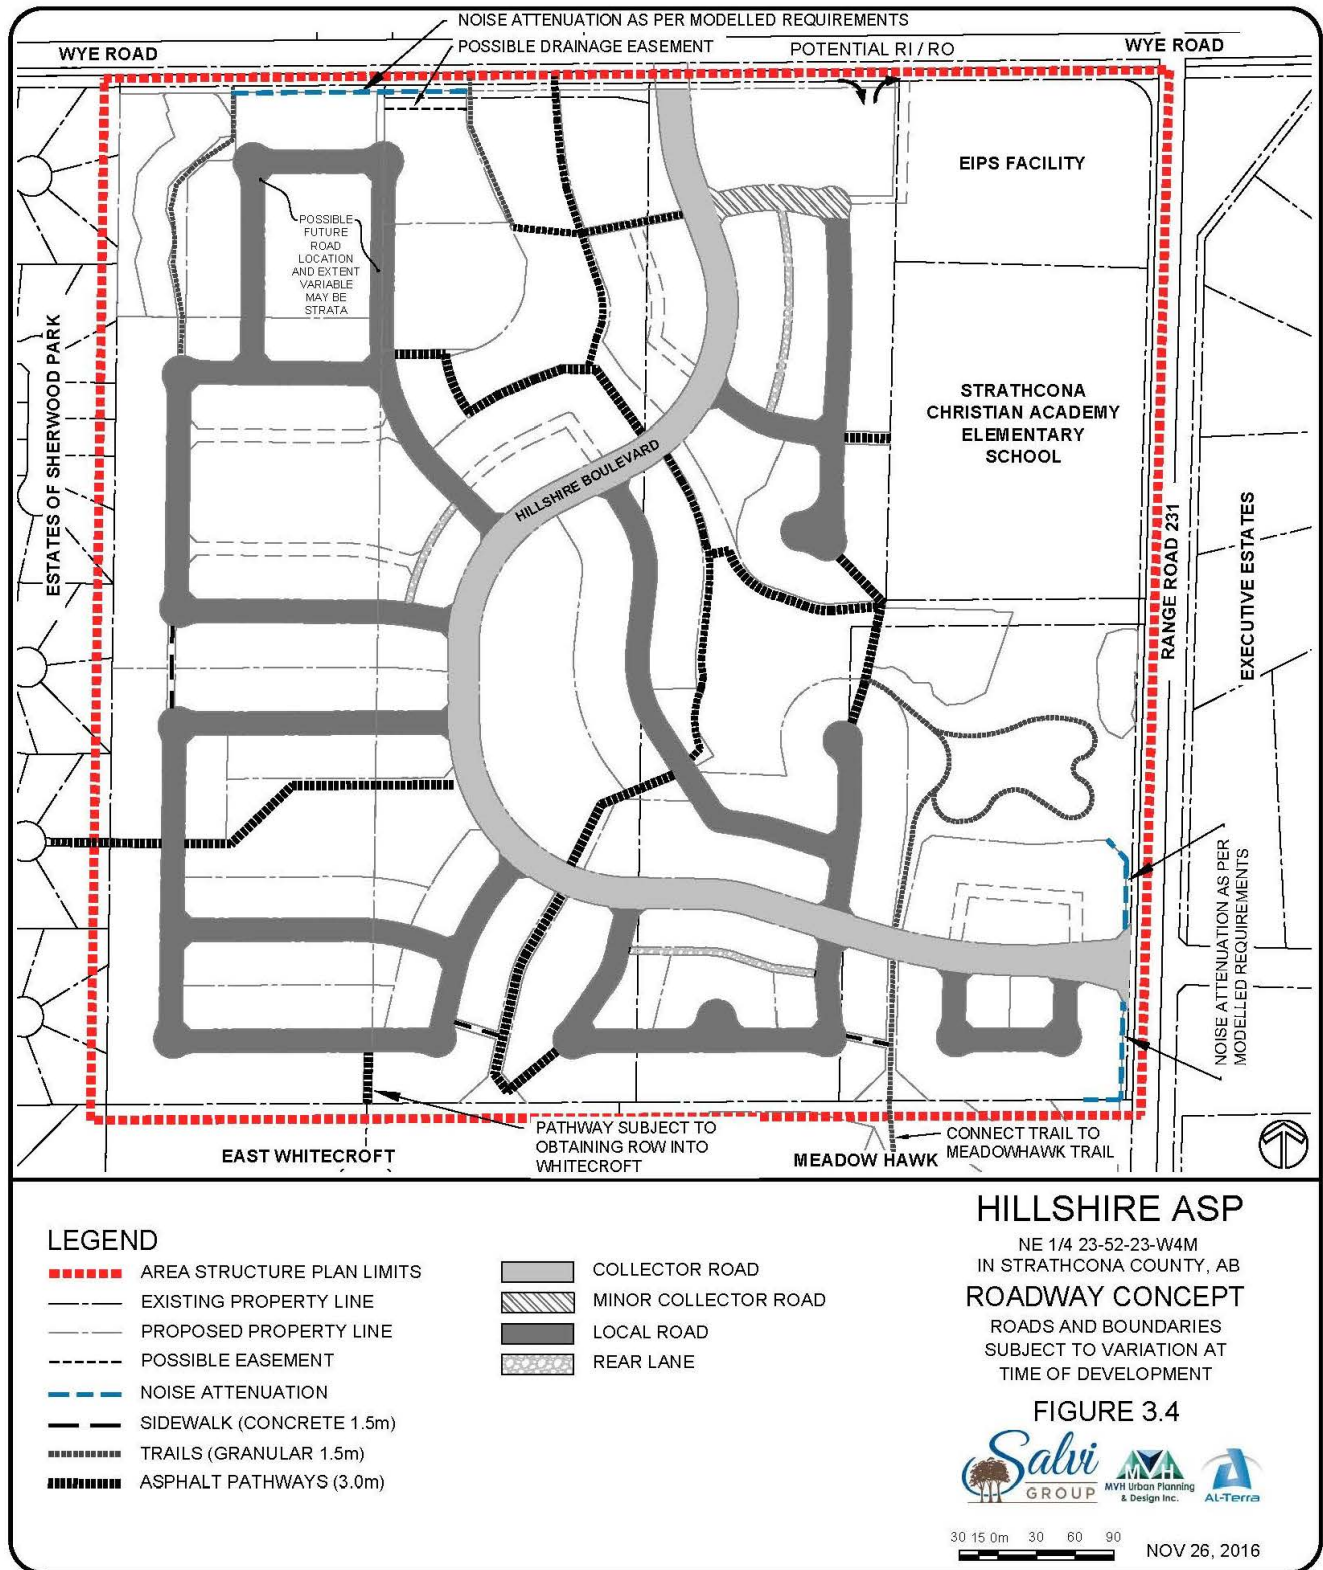 NOISE ATTENUATION AS PER MODELLED REQUIREMENTS
POSSIBLE DRAINAGE EASEMENT
POTENTIAL RI / RO
WYE ROAD
WYE ROAD
EIPS FACILITY
POSSIBLE
FUTURE
ROAD
LOCATION
AND EXTENT
VARIABLE
MAY BE
STRATA
ESTATES OF SHERWOOD PARK
STRATHCONA
CHRISTIAN ACADEMY
ELEMENTARY
SCHOOL
HILLSHIRE BOULEVARD
RANGE ROAD 231
EXECUTIVE ESTATES
NOISE ATTENUATION AS PER
MODELLED REQUIREMENTS
PATHWAY SUBJECT TO
OBTAINING ROW INTO
WHITECROFT
CONNECT TRAIL TO
MEADOWHAWK TRAIL
EAST WHITECROFT
MEADOW HAWK
LEGEND
AREA STRUCTURE PLAN LIMITS
EXISTING PROPERTY LINE
PROPOSED PROPERTY LINE
POSSIBLE EASEMENT
NOISE ATTENUATION
SIDEWALK (CONCRETE 1.5m)
TRAILS (GRANULAR 1.5m)
ASPHALT PATHWAYS (3.0m)
COLLECTOR ROAD
MINOR COLLECTOR ROAD
LOCAL ROAD
REAR LANE
HILLSHIRE ASP
NE 1/4 23-52-23-W4M
IN STRATHCONA COUNTY, AB
ROADWAY CONCEPT
ROADS AND BOUNDARIES
SUBJECT TO VARIATION AT
TIME OF DEVELOPMENT
FIGURE 3.4
Salvi
GROUP
MVH
MVH Urban Planning
& Design Inc.
AL-Terra
30 15 0m 30 60 90
NOV 26, 2016